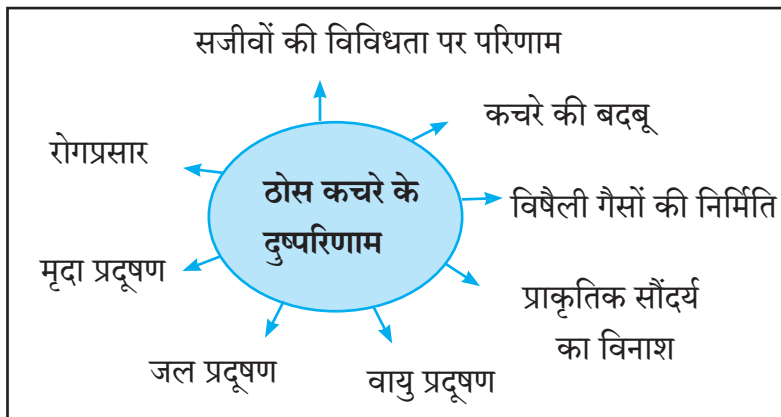 सजीवों की विविधता पर परिणाम
कचरे की बदबू
रोगप्रसार
ठोस कचरे के
दुष्परिणाम
विषैली गैसों की निर्मिति
मृदा प्रदूषण
प्राकृतिक सौंदर्य
का विनाश
जल प्रदूषण
वायु प्रदूषण